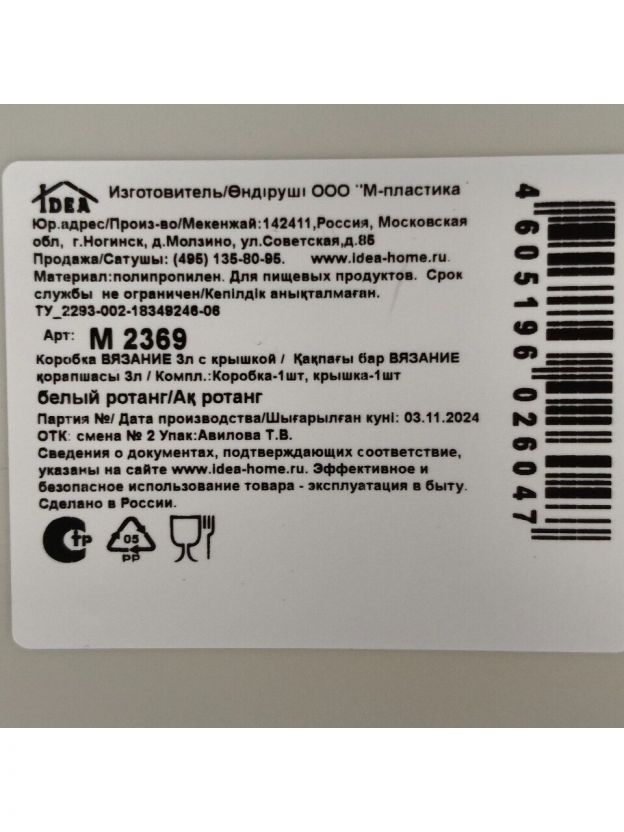 IDEA
Изготовитель/Өндіруші ООО "М-пластика
Юр.адрес/Произ-во/Мекенжай:142411,Россия, Московская
обл, г.Ногинск, д.Молзино, ул.Советская,д.85
Продажа/Сатушы: (495) 135-80-95. www.idea-home.ru.
Материал:полипропилен. Для пищевых продуктов. Срок
службы не ограничен/Кепілдік анықталмаған.
ТУ_2293-002-18349246-06
Арт: М 2369
Коробка ВЯЗАНИЕ 3л с крышкой / Қақпағы бар ВЯЗАНИЕ
қорапшасы 3л / Компл.:Коробка-1шт, крышка-1шт
белый ротанг/Ақ ротанг
Партия №/ Дата производства/Шығарылған куні: 03.11.2024
ОТК: смена № 2 Упак:Авилова Т.В.
Сведения о документах, подтверждающих соответствие,
указаны на сайте www.idea-home.ru. Эффективное и
безопасное использование товара - эксплуатация в быту.
Сделано в России.
СтР
05
PP
4605196026047